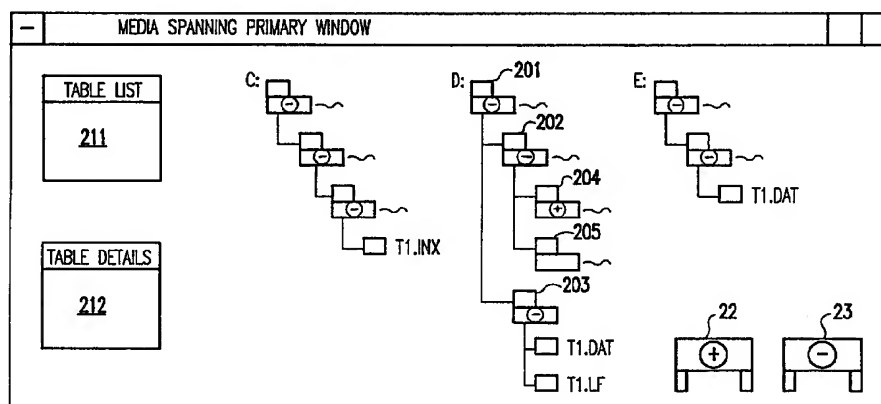 MEDIA SPANNING PRIMARY WINDOW
TABLE LIST
211
TABLE DETAILS
212
C:
T1.INX
D:
201
202
204
205
203
T1.DAT
T1.LF
E:
T1.DAT
22
23